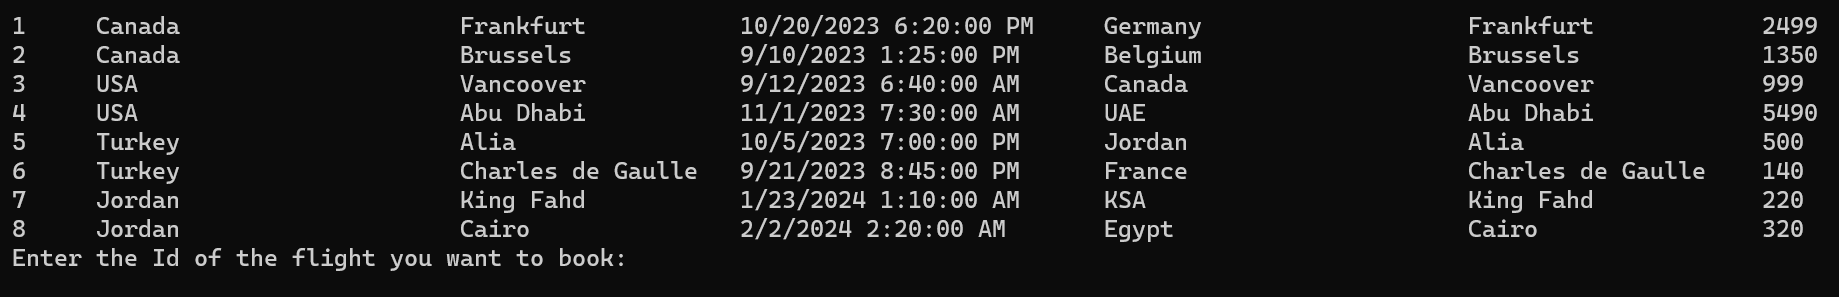 1     Canada                    Frankfurt           10/20/2023 6:20:00 PM     Germany                   Frankfurt            2499
2     Canada                    Brussels            9/10/2023 1:25:00 PM      Belgium                   Brussels             1350
3     USA                       Vancoover           9/12/2023 6:40:00 AM      Canada                    Vancoover            999
4     USA                       Abu Dhabi           11/1/2023 7:30:00 AM      UAE                       Abu Dhabi            5490
5     Turkey                    Alia                10/5/2023 7:00:00 PM      Jordan                    Alia                 500
6     Turkey                    Charles de Gaulle   9/21/2023 8:45:00 PM      France                    Charles de Gaulle    140
7     Jordan                    King Fahd           1/23/2024 1:10:00 AM      KSA                       King Fahd            220
8     Jordan                    Cairo               2/2/2024 2:20:00 AM       Egypt                     Cairo                320
Enter the Id of the flight you want to book: